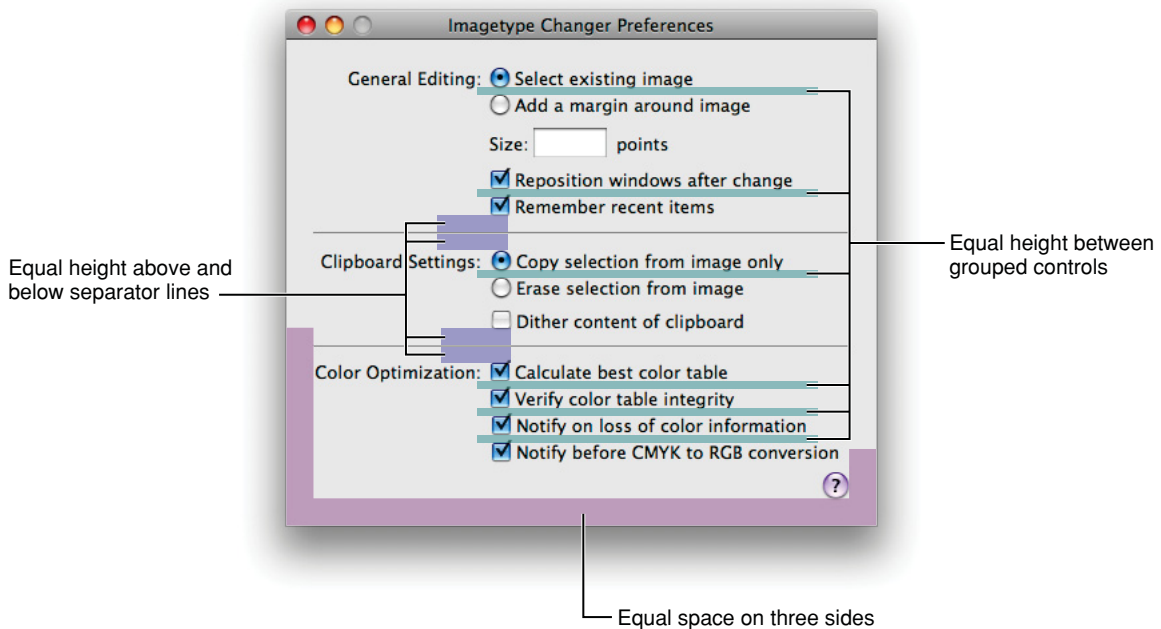 Imagetype Changer Preferences
General Editing: Select existing image
Add a margin around image
Size: points
Reposition windows after change
Remember recent items
Clipboard Settings: Copy selection from image only
Erase selection from image
Dither content of clipboard
Color Optimization: Calculate best color table
Verify color table integrity
Notify on loss of color information
Notify before CMYK to RGB conversion
?
Equal height above and
below separator lines
Equal height between
grouped controls
Equal space on three sides